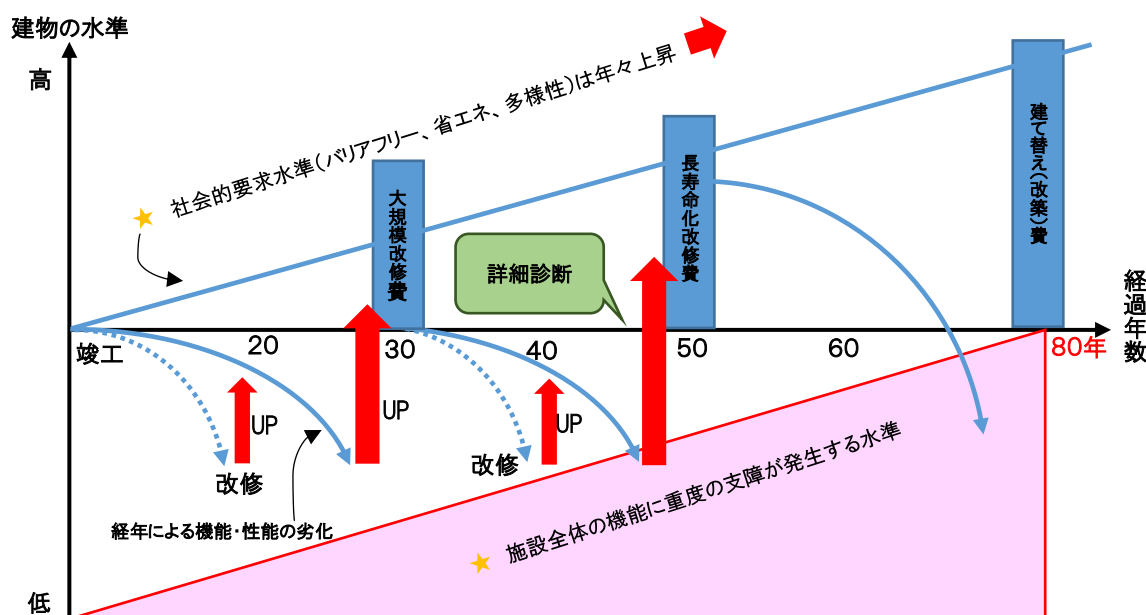 建物の水準
高
社会的要求水準(バリアフリー、省エネ、多様性)は年々上昇
大規模改修費
長寿命化改修費
建て替え(改築)費
詳細診断
経過年数
竣工
20
30
40
50
60
80年
UP
UP
UP
改修
改修
経年による機能・性能の劣化
施設全体の機能に重度の支障が発生する水準
低